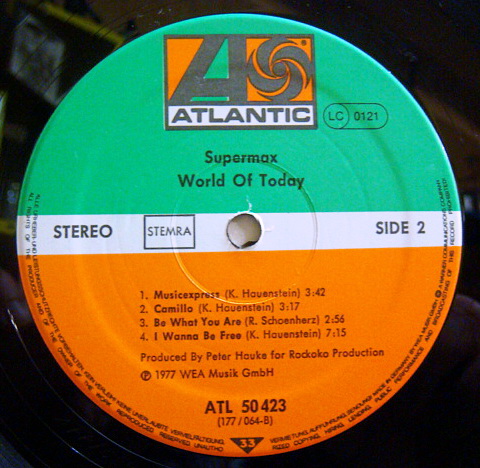 ATLANTIC
LC 0121
Supermax
World Of Today
STEREO
STEMRA
SIDE 2
1. Musicexpress (K. Hauenstein) 3:42
2. Camillo (K. Hauenstein) 3:17
3. Be What You Are (R. Schoenherz) 2:56
4. I Wanna Be Free (K. Hauenstein) 7:15
Produced by Peter Hauke for Rockoko Production
℗ 1977 WEA Musik GmbH
ATL 50 423
(177/064-B)
33